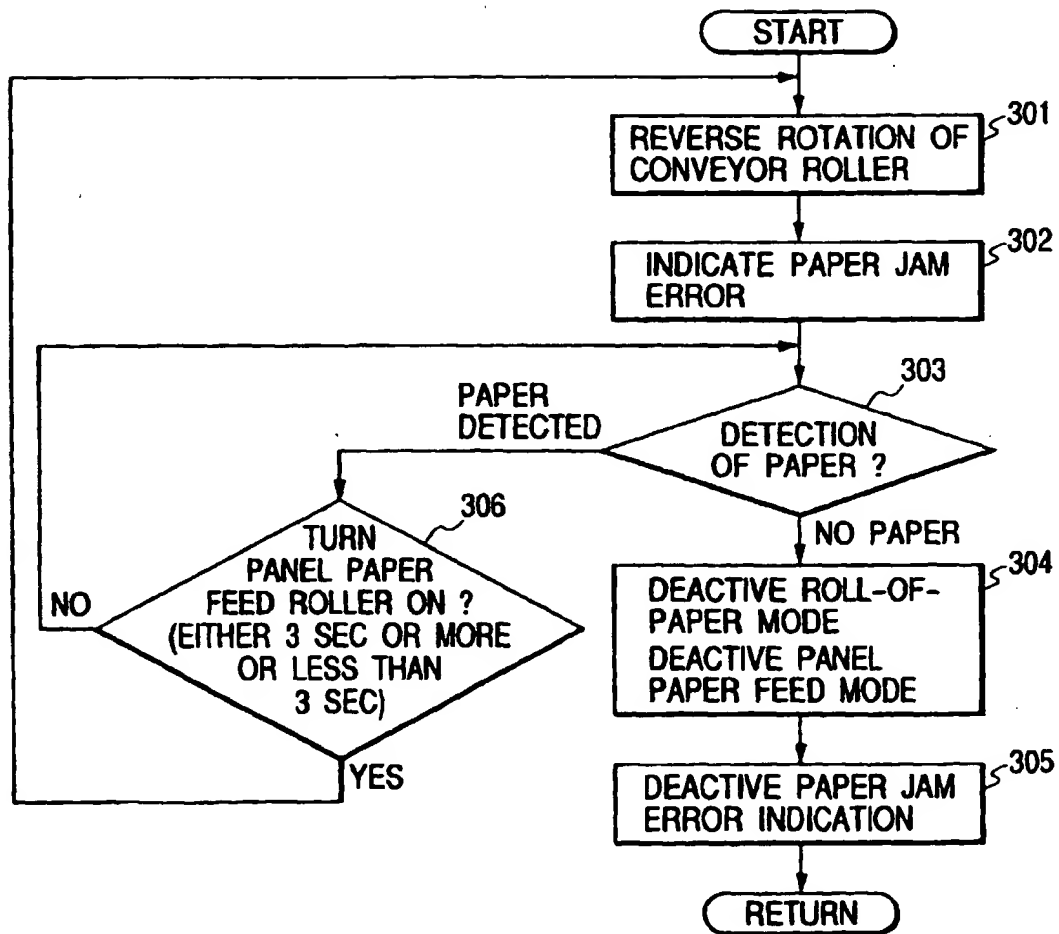 START
301
REVERSE ROTATION OF
CONVEYOR ROLLER
302
INDICATE PAPER JAM
ERROR
303
PAPER
DETECTED
DETECTION
OF PAPER ?
306
TURN
PANEL PAPER
FEED ROLLER ON ?
(EITHER 3 SEC OR MORE
OR LESS THAN
3 SEC)
NO
YES
NO PAPER
304
DEACTIVE ROLL-OF-
PAPER MODE
DEACTIVE PANEL
PAPER FEED MODE
305
DEACTIVE PAPER JAM
ERROR INDICATION
RETURN